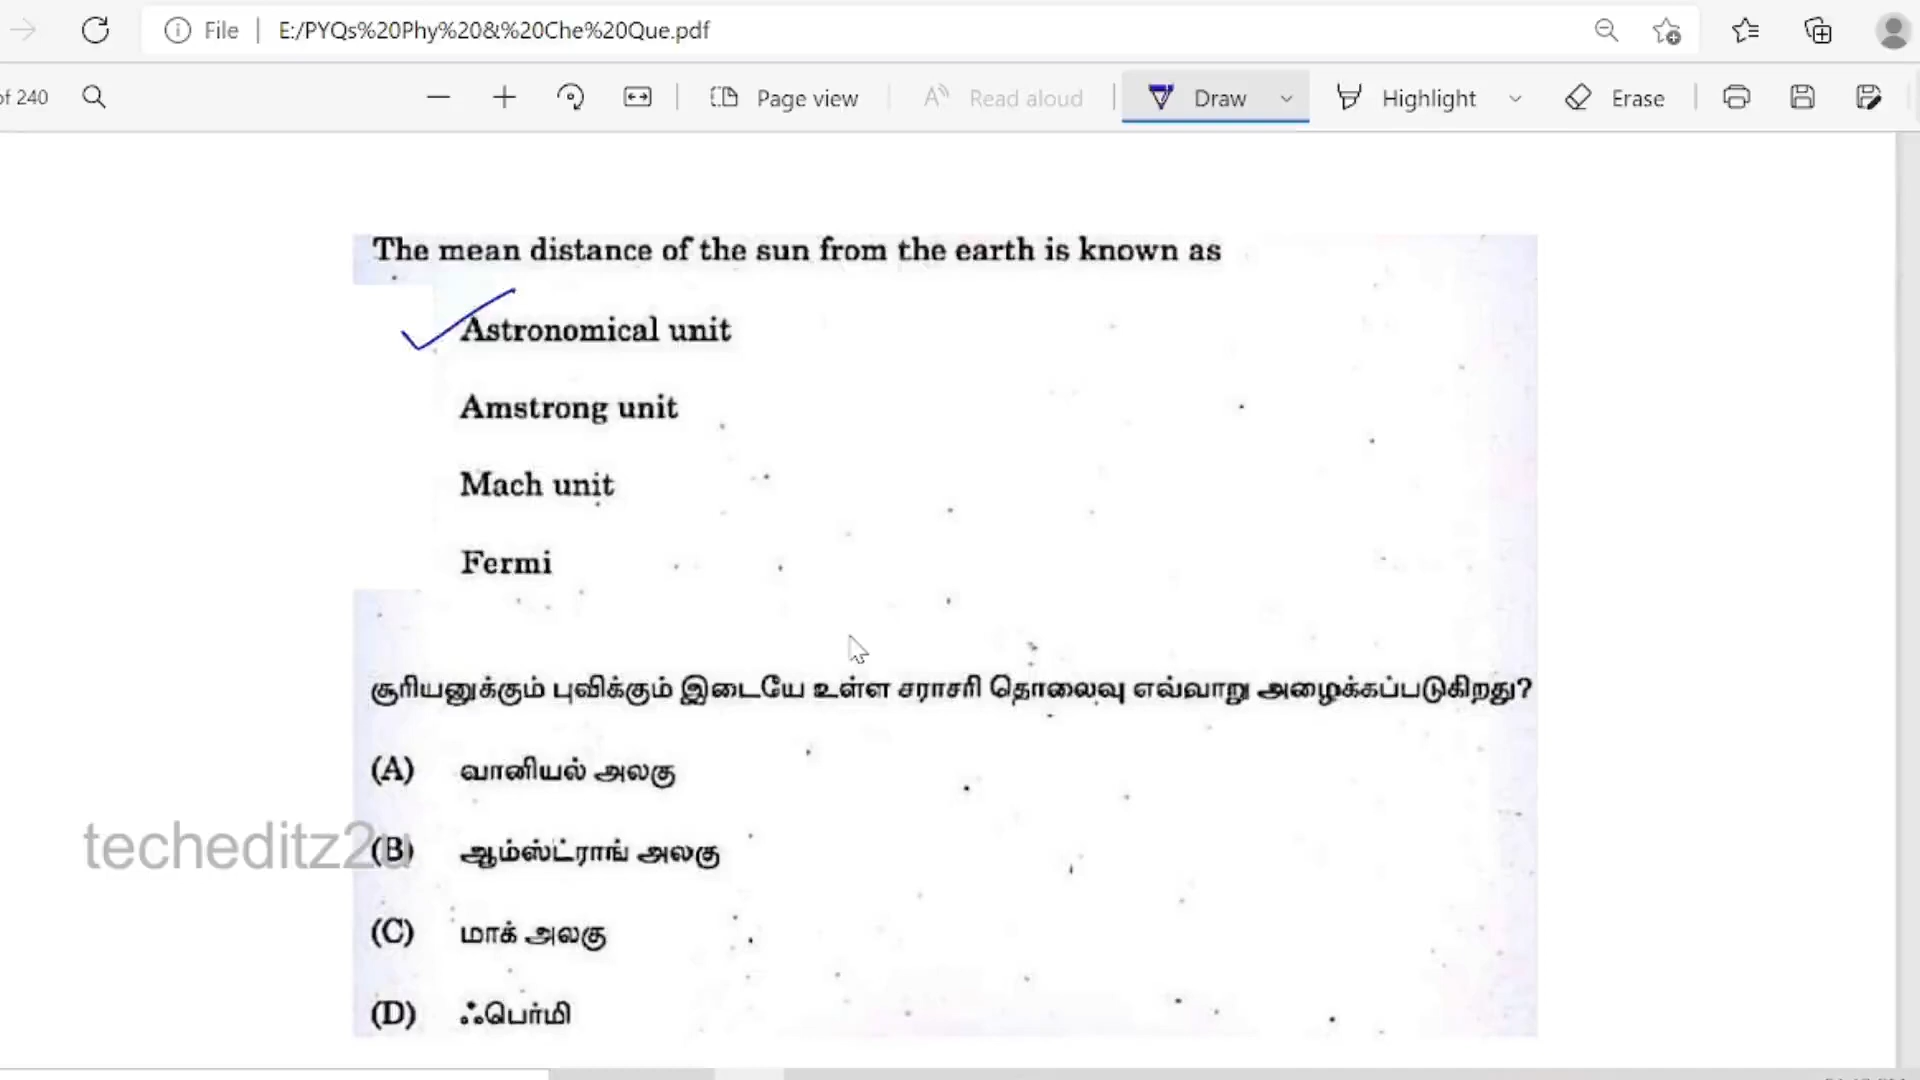 File
E:/PYQs%20Phy%20&%20Che%20Que.pdf
of 240
Page view
Read aloud
Draw
Highlight
Erase
The mean distance of the sun from the earth is known as
Astronomical unit
Amstrong unit
Mach unit
Fermi
சூரியனுக்கும் புவிக்கும் இடையே உள்ள சராசரி தொலைவு எவ்வாறு அழைக்கப்படுகிறது?
(A) வானியல் அலகு
(B) ஆம்ஸ்ட்ராங் அலகு
(C) மாக் அலகு
(D) ஃபெர்மி
techeditz2u